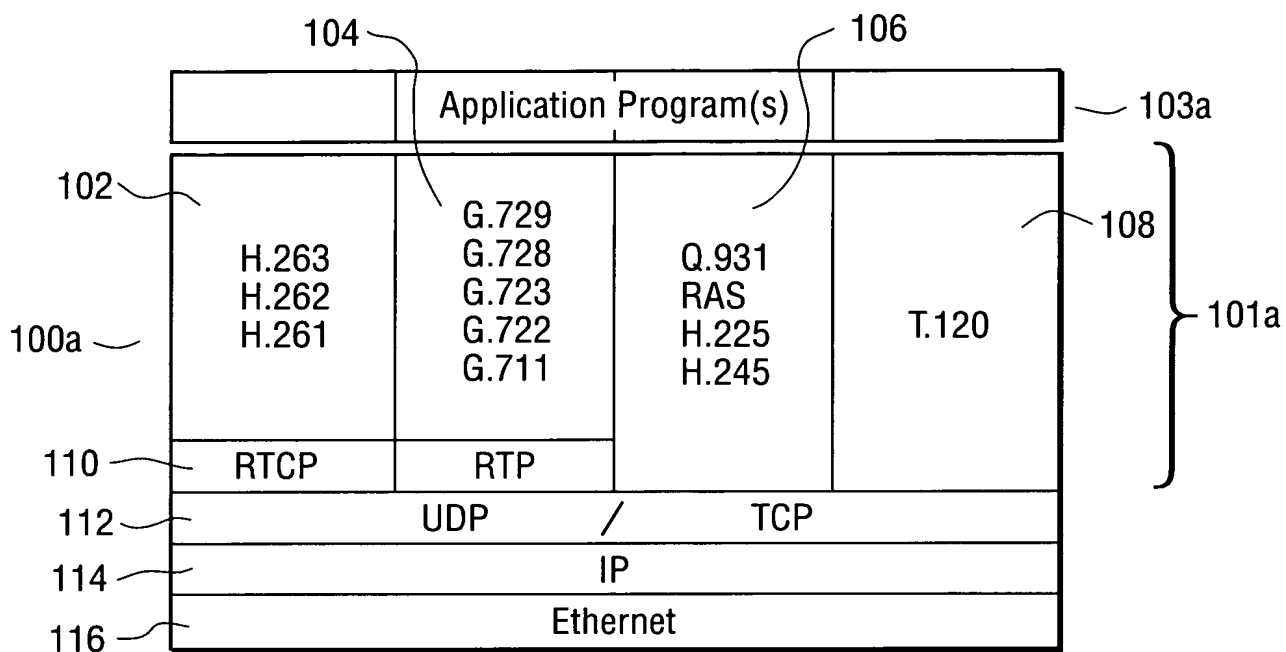 104
106
Application Program(s)
103a
102
G.729
G.728
G.723
G.722
G.711
H.263
H.262
H.261
Q.931
RAS
H.225
H.245
108
T.120
101a
100a
110
RTCP
RTP
112
UDP / TCP
114
IP
116
Ethernet